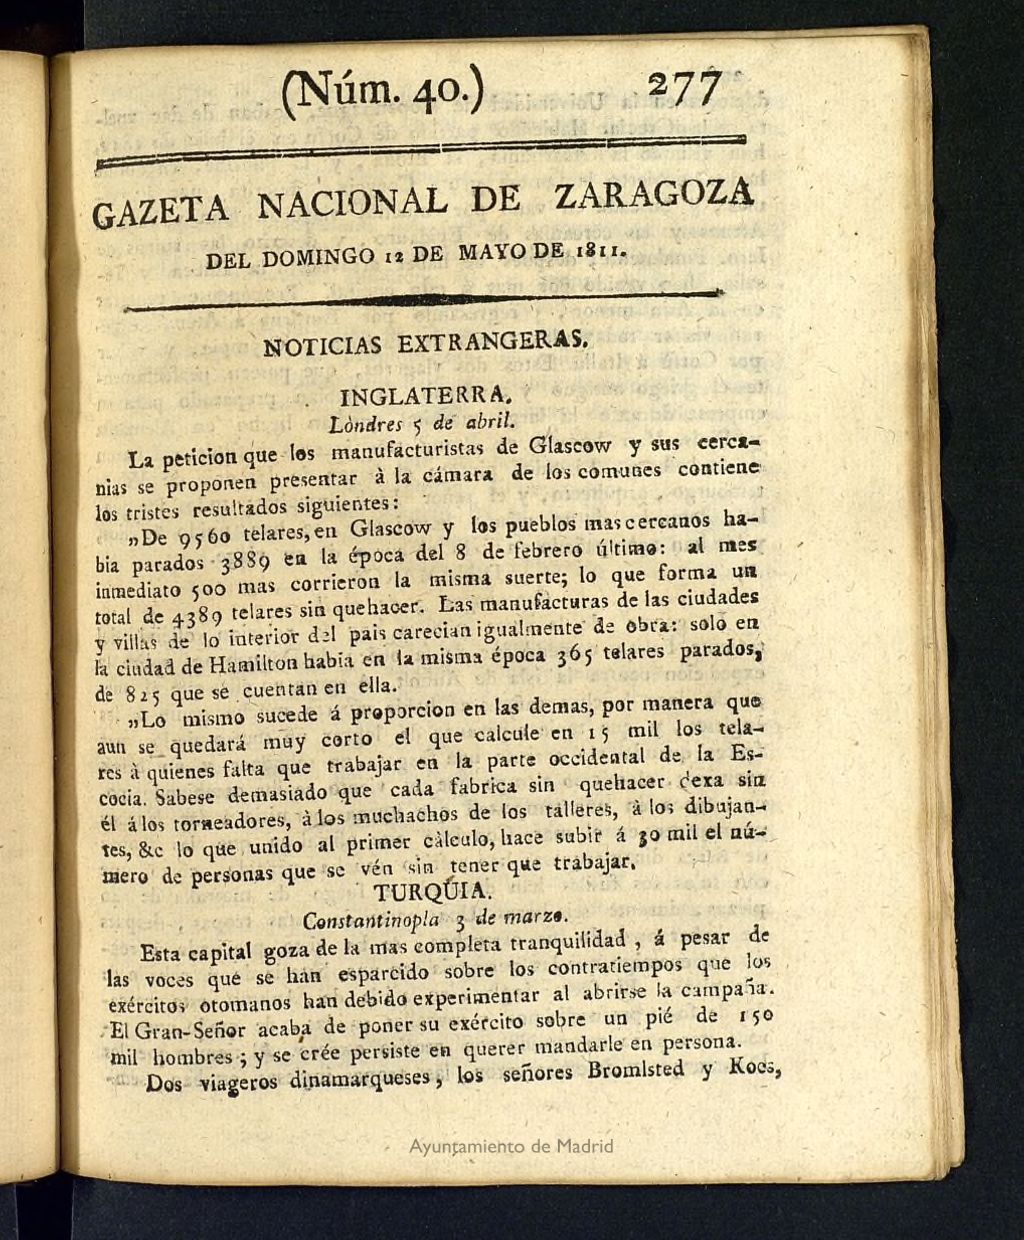 (Núm. 40.) 277
GAZETA NACIONAL DE ZARAGOZA
DEL DOMINGO 12 DE MAYO DE 1811.
NOTICIAS EXTRANGERAS.
INGLATERRA.
Lòndres 5 de abril.
La peticion que los manufacturistas de Glascow y sus cerca-
nias se proponen presentar à la cámara de los comunes contiene
los tristes resultados siguientes:
„De 9560 telares, en Glascow y los pueblos mas cercanos ha-
bia parados 3889 en la época del 8 de febrero último: al mes
inmediato 500 mas corrieron la misma suerte; lo que forma un
total de 4389 telares sin quehacer. Las manufacturas de las ciudades
y villas de lo interior del pais carecian igualmente de obra: solo en
la ciudad de Hamilton habia en la misma época 365 telares parados,
de 825 que se cuentan en ella.
„Lo mismo sucede á proporcion en las demas, por manera que
aun se quedará muy corto el que calcule en 15 mil los tela-
res à quienes falta que trabajar en la parte occidental de la Es-
cocia. Sabese demasiado que cada fabrica sin quehacer dexa sin
él á los torneadores, à los muchachos de los talleres, à los dibujan-
tes, &c lo que unido al primer cálculo, hace subir á 30 mil el nú-
mero de personas que se vén sin tener que trabajar.
TURQUIA.
Constantinopla 3 de marzo.
Esta capital goza de la mas completa tranquilidad , á pesar de
las voces que se han esparcido sobre los contratiempos que los
exércitos otomanos han debido experimentar al abrirse la campaña.
El Gran-Señor acaba de poner su exército sobre un pié de 150
mil hombres ; y se crée persiste en querer mandarle en persona.
Dos viageros dinamarqueses, los señores Bromlsted y Koes,
Ayuntamiento de Madrid